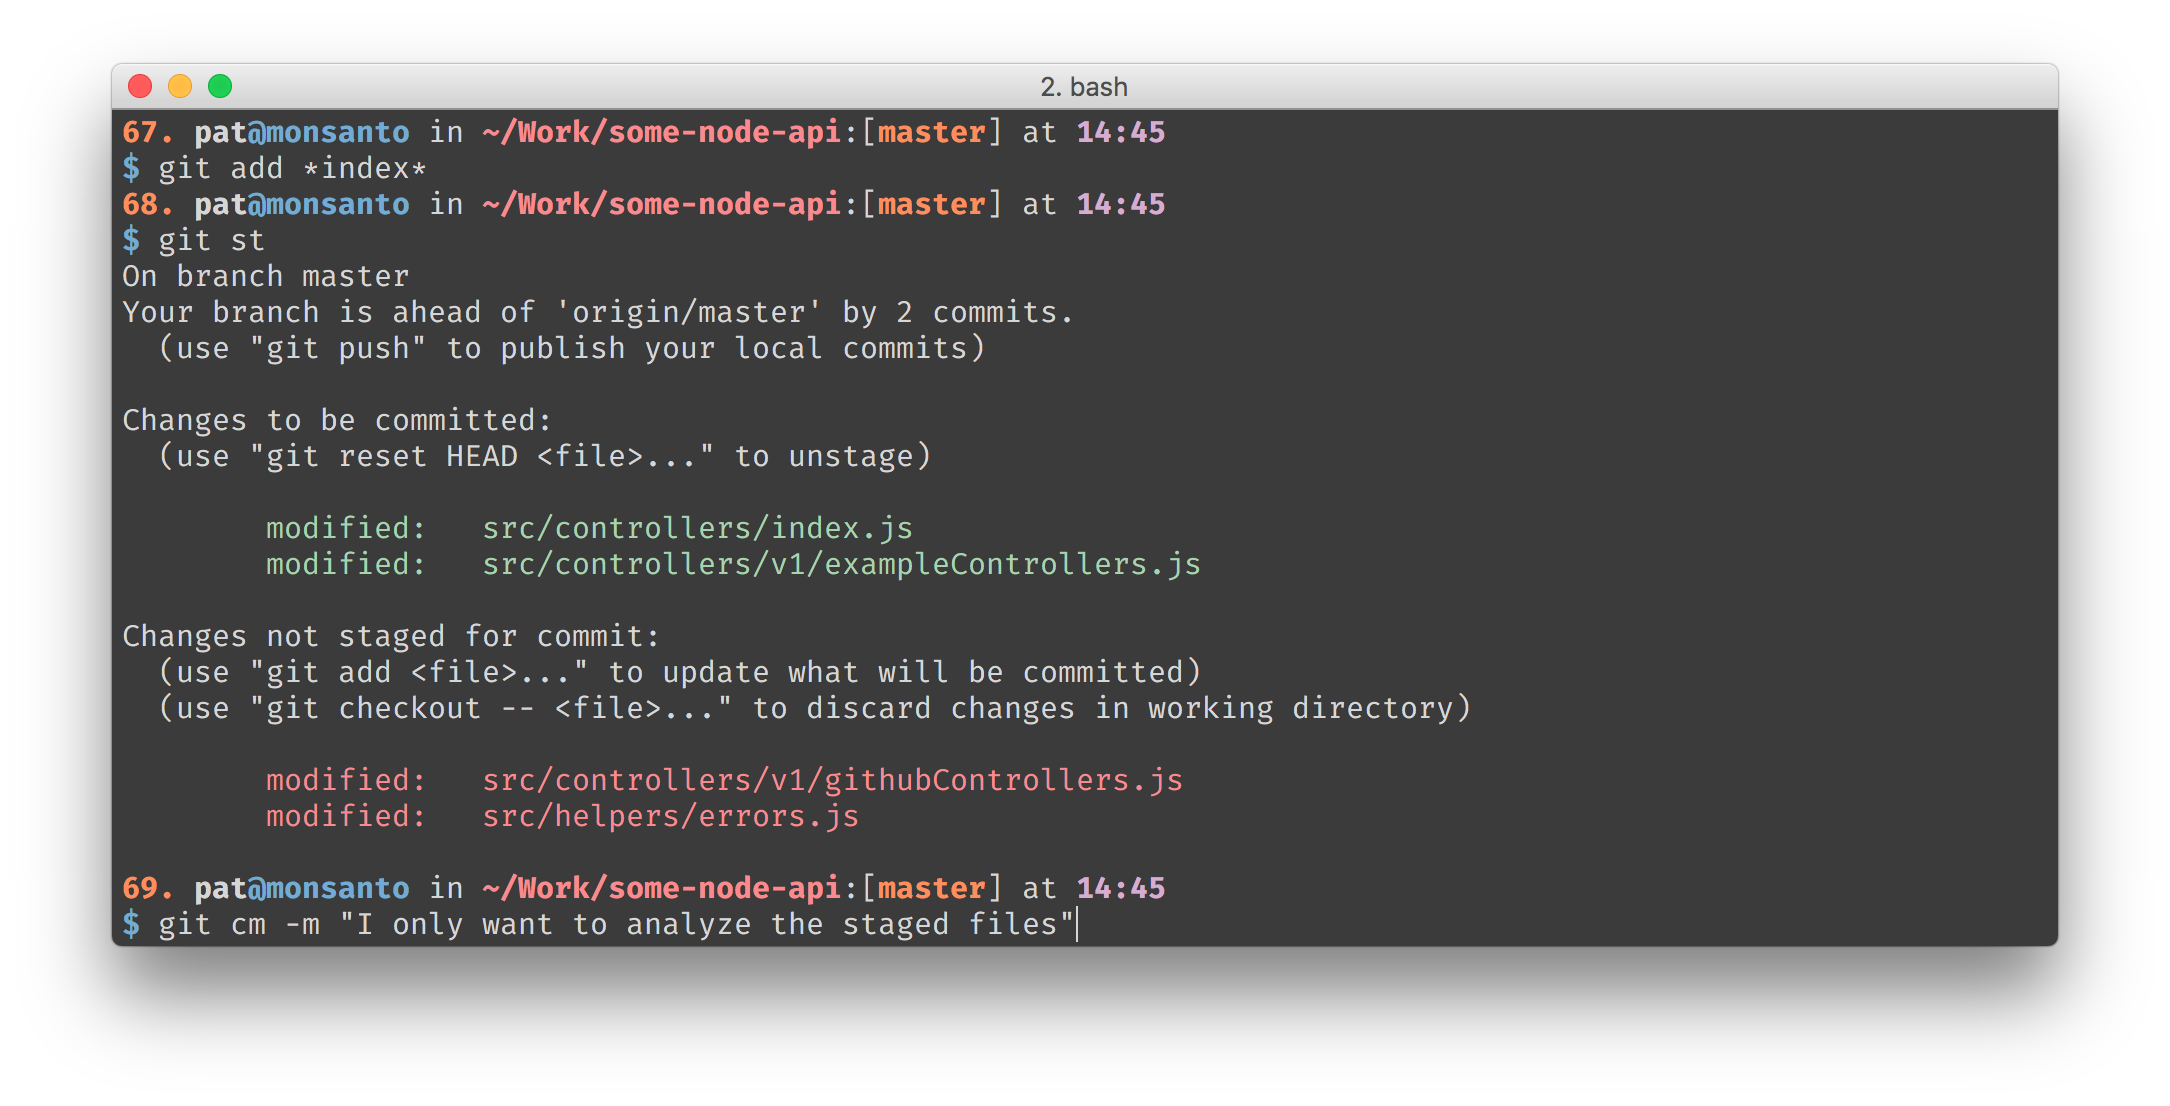 2. bash
67. pat@monsanto in ~/Work/some-node-api:[master] at 14:45
$ git add *index*
68. pat@monsanto in ~/Work/some-node-api:[master] at 14:45
$ git st
On branch master
Your branch is ahead of 'origin/master' by 2 commits.
  (use "git push" to publish your local commits)

Changes to be committed:
  (use "git reset HEAD <file>..." to unstage)

        modified:   src/controllers/index.js
        modified:   src/controllers/v1/exampleControllers.js

Changes not staged for commit:
  (use "git add <file>..." to update what will be committed)
  (use "git checkout -- <file>..." to discard changes in working directory)

        modified:   src/controllers/v1/githubControllers.js
        modified:   src/helpers/errors.js

69. pat@monsanto in ~/Work/some-node-api:[master] at 14:45
$ git cm -m "I only want to analyze the staged files"